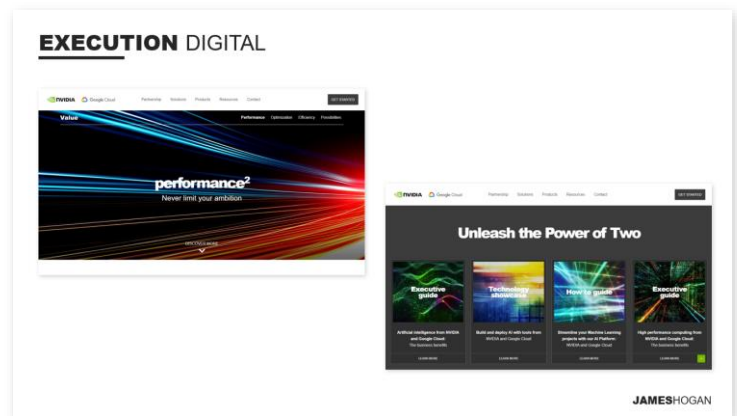 EXECUTION DIGITAL
NVIDIA Google Cloud Partnership Solutions Products Resources Contact GET STARTED
Value Performance Optimization Efficiency Possibilities
performance²
Never limit your ambition
DISCOVER MORE
NVIDIA Google Cloud Partnership Solutions Products Resources Contact GET STARTED
Unleash the Power of Two
Executive guide
Artificial intelligence from NVIDIA and Google Cloud:
The business benefits
LEARN MORE
Technology showcase
Build and deploy AI with tools from
NVIDIA and Google Cloud
LEARN MORE
How-to guide
Streamline your Machine Learning
projects with our AI Platform:
NVIDIA and Google Cloud
LEARN MORE
Executive guide
High performance computing from
NVIDIA and Google Cloud:
The business benefits
LEARN MORE
JAMESHOGAN